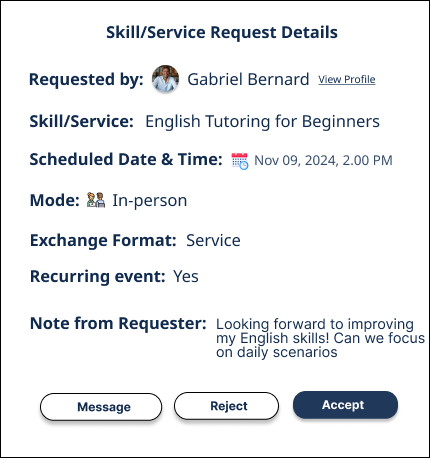 Skill/Service Request Details
Requested by: Gabriel Bernard View Profile
Skill/Service: English Tutoring for Beginners
Scheduled Date & Time: Nov 09, 2024, 2.00 PM
Mode: In-person
Exchange Format: Service
Recurring event: Yes
Note from Requester: Looking forward to improving
my English skills! Can we focus
on daily scenarios
Message Reject Accept